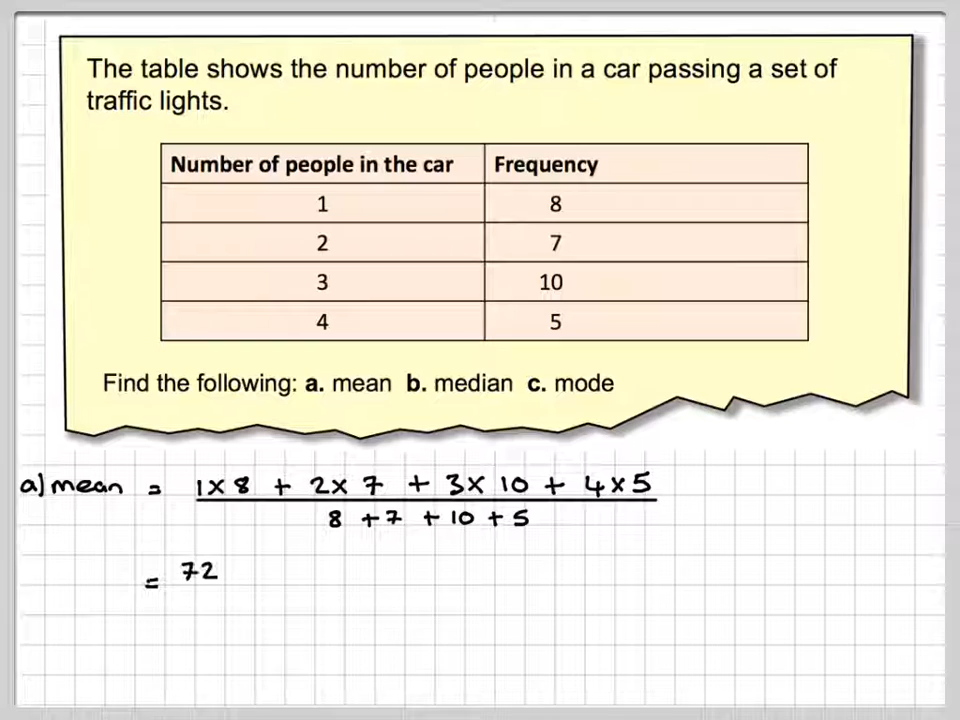 The table shows the number of people in a car passing a set of
traffic lights.
Number of people in the car Frequency
1 8
2 7
3 10
4 5
Find the following: a. mean b. median c. mode
a) mean = 1 x 8 + 2 x 7 + 3 x 10 + 4 x 5
8 + 7 + 10 + 5
= 72